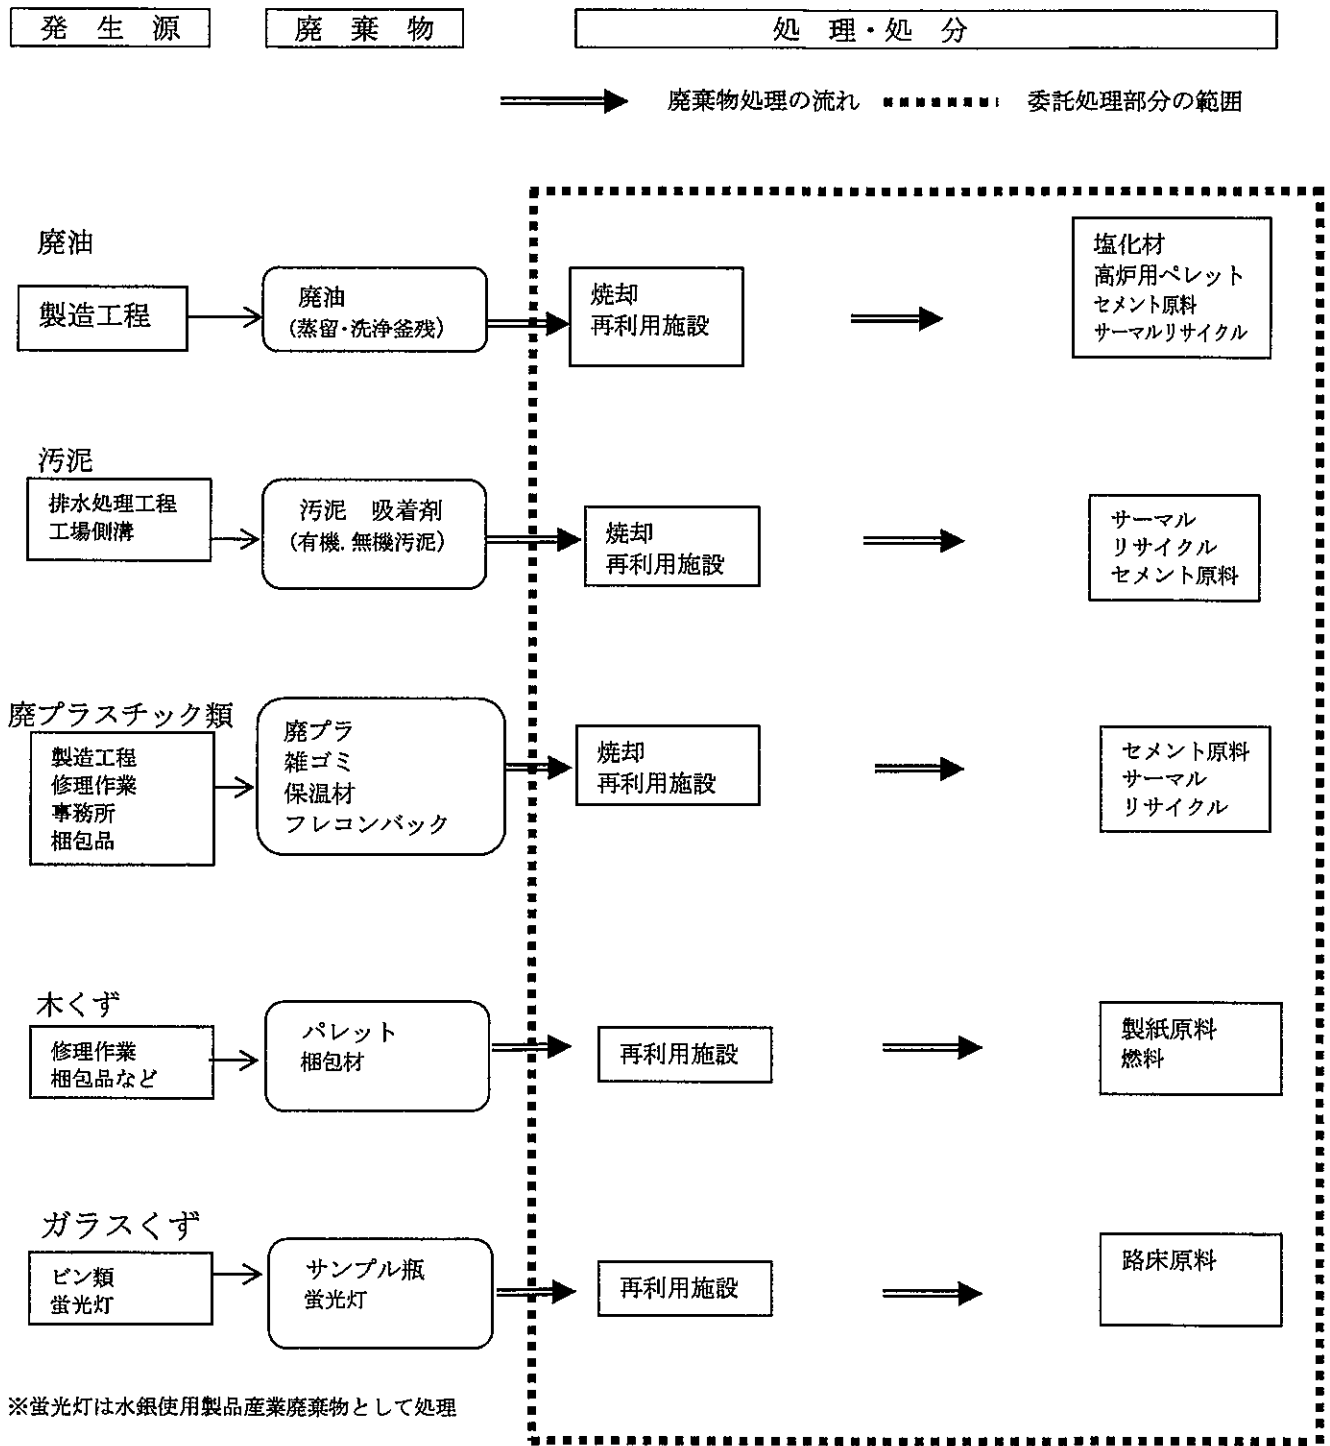 発生源
廃棄物
処理・処分
廃棄物処理の流れ
委託処理部分の範囲
廃油
製造工程
廃油
(蒸留・洗浄釜残)
焼却
再利用施設
塩化材
高炉用ペレット
セメント原料
サーマルリサイクル
汚泥
排水処理工程
工場側溝
汚泥 吸着剤
(有機.無機汚泥)
焼却
再利用施設
サーマル
リサイクル
セメント原料
廃プラスチック類
製造工程
修理作業
事務所
梱包品
廃プラ
雑ゴミ
保温材
フレコンバック
焼却
再利用施設
セメント原料
サーマル
リサイクル
木くず
修理作業
梱包品など
パレット
梱包材
再利用施設
製紙原料
燃料
ガラスくず
ビン類
蛍光灯
サンプル瓶
蛍光灯
再利用施設
路床原料
※蛍光灯は水銀使用製品産業廃棄物として処理